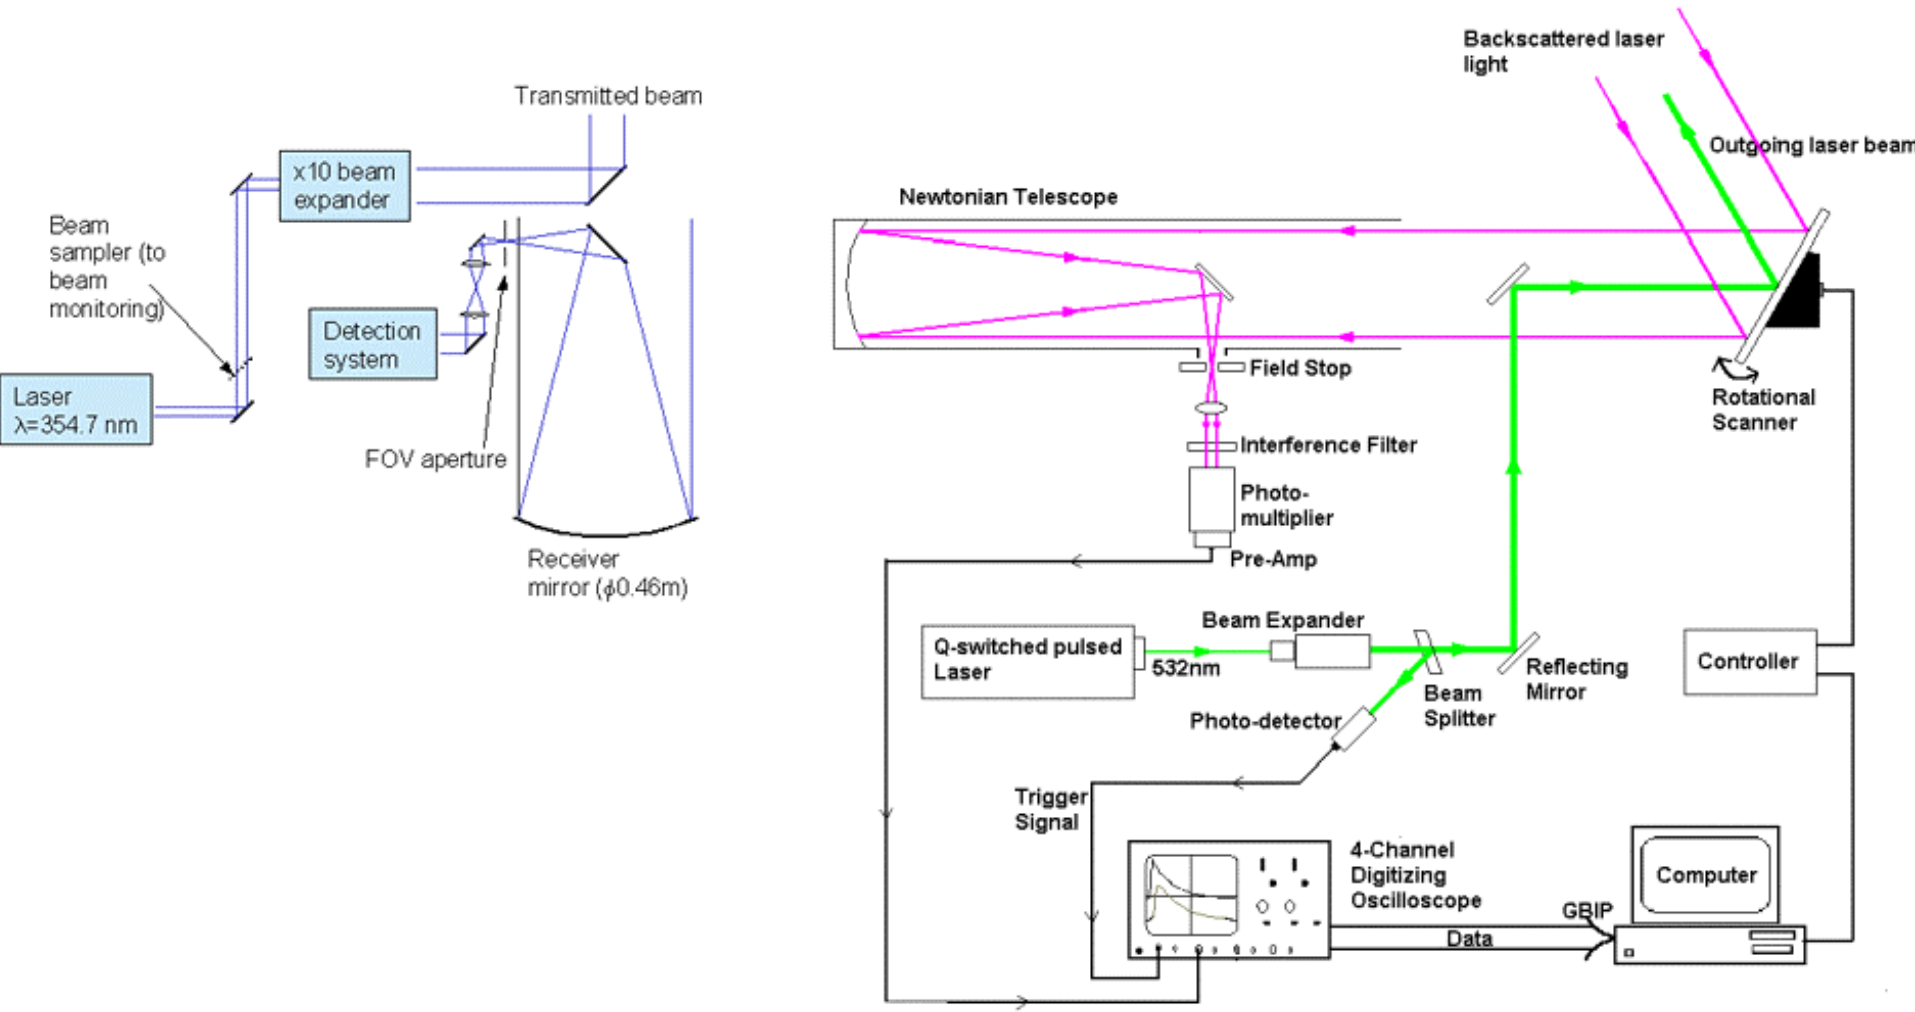 Transmitted beam
x10 beam
expander
Beam
sampler (to
beam
monitoring)
Detection
system
Laser
λ=354.7 nm
FOV aperture
Receiver
mirror (ϕ0.46m)
Backscattered laser
light
Outgoing laser beam
Newtonian Telescope
Field Stop
Rotational
Scanner
Interference Filter
Photo-
multiplier
Pre-Amp
Beam Expander
Q-switched pulsed
Laser
532nm
Reflecting
Mirror
Controller
Beam
Splitter
Photo-detector
Trigger
Signal
4-Channel
Digitizing
Oscilloscope
Computer
GBIP
Data